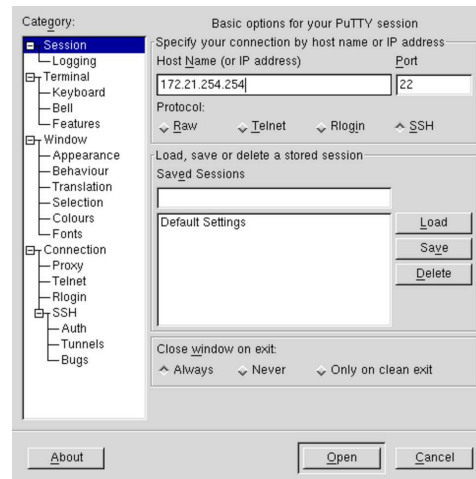 Category:
Session
Logging
Terminal
Keyboard
Bell
Features
Window
Appearance
Behaviour
Translation
Selection
Colours
Fonts
Connection
Proxy
Telnet
Rlogin
SSH
Auth
Tunnels
Bugs
Basic options for your PuTTY session
Specify your connection by host name or IP address
Host Name (or IP address) Port
172.21.254.254 22
Protocol:
Raw Telnet Rlogin SSH
Load, save or delete a stored session
Saved Sessions
Default Settings
Load
Save
Delete
Close window on exit:
Always Never Only on clean exit
About Open Cancel